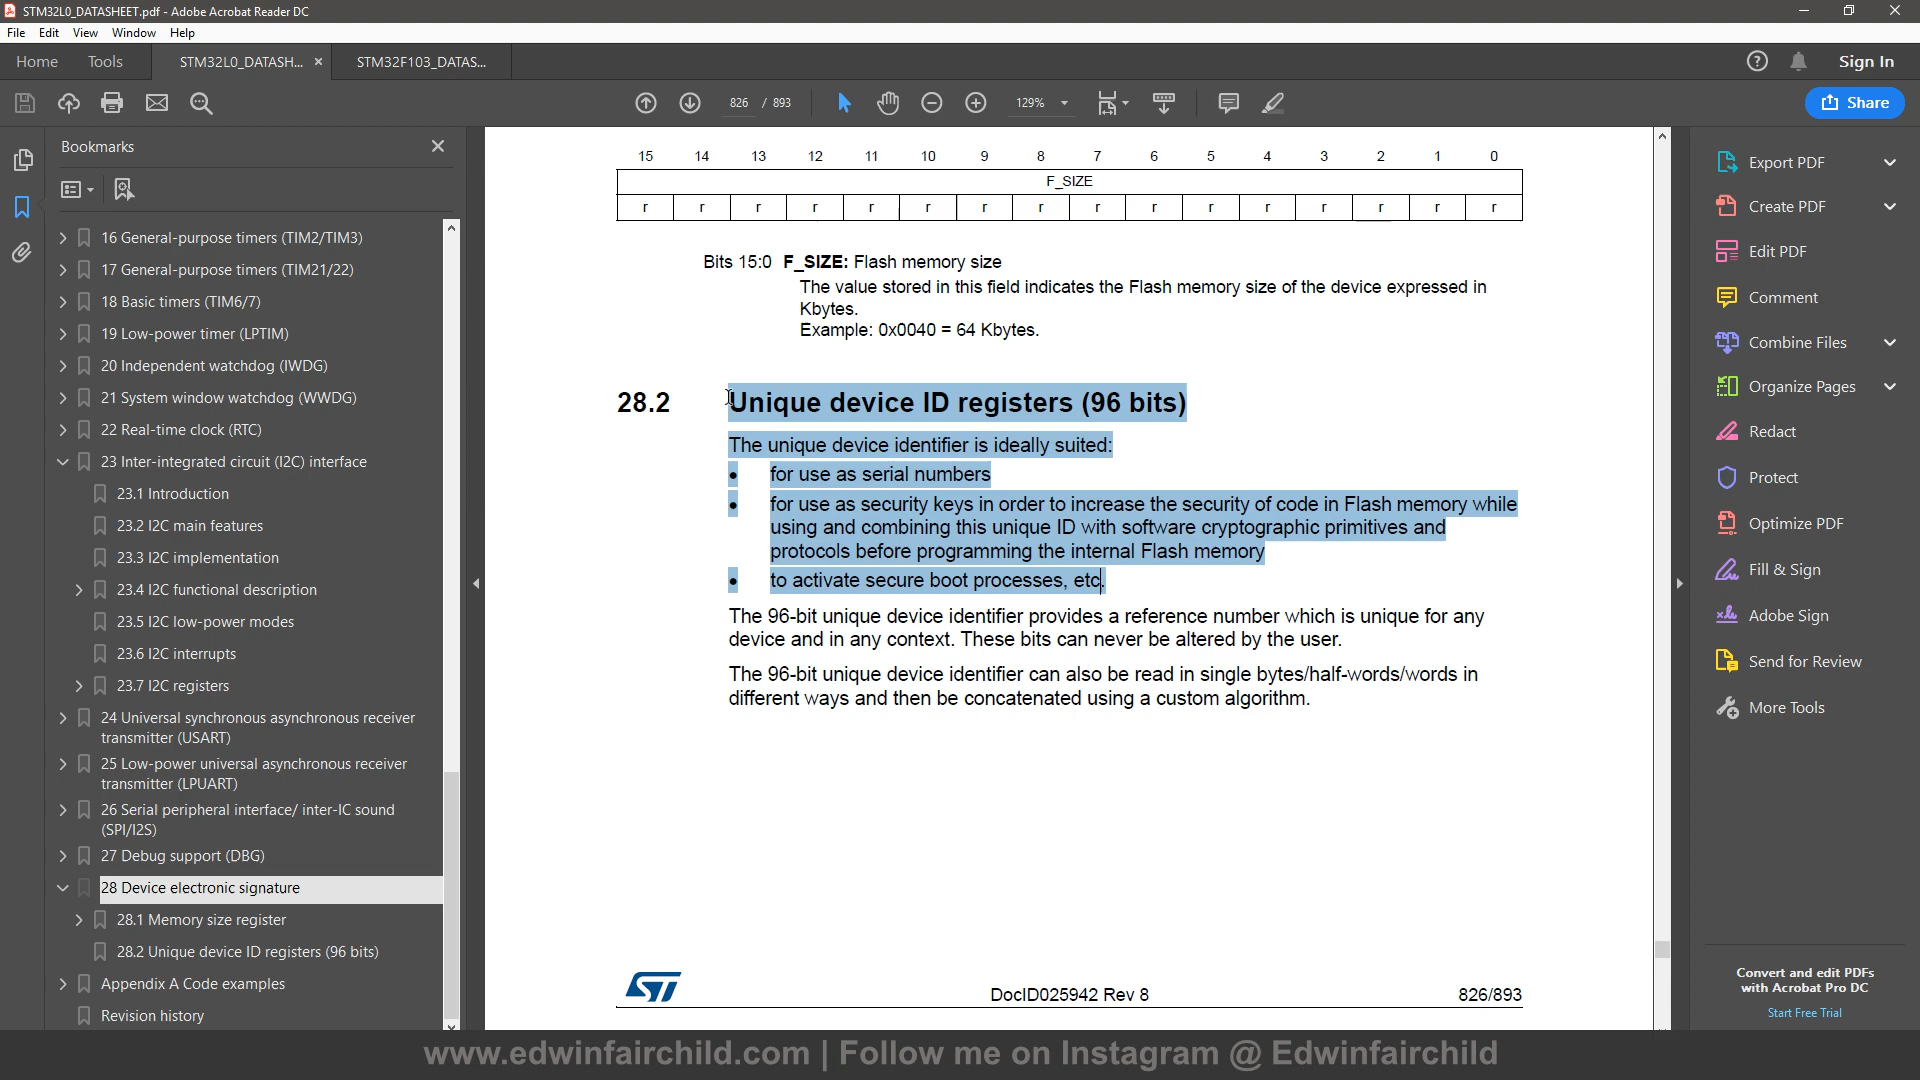 STM32L0_DATASHEET.pdf - Adobe Acrobat Reader DC
File Edit View Window Help
Home Tools STM32L0_DATASH... × STM32F103_DATAS... Sign In
826 / 893 129% Share
Bookmarks
16 General-purpose timers (TIM2/TIM3)
17 General-purpose timers (TIM21/22)
18 Basic timers (TIM6/7)
19 Low-power timer (LPTIM)
20 Independent watchdog (IWDG)
21 System window watchdog (WWDG)
22 Real-time clock (RTC)
23 Inter-integrated circuit (I2C) interface
23.1 Introduction
23.2 I2C main features
23.3 I2C implementation
23.4 I2C functional description
23.5 I2C low-power modes
23.6 I2C interrupts
23.7 I2C registers
24 Universal synchronous asynchronous receiver
transmitter (USART)
25 Low-power universal asynchronous receiver
transmitter (LPUART)
26 Serial peripheral interface/ inter-IC sound
(SPI/I2S)
27 Debug support (DBG)
28 Device electronic signature
28.1 Memory size register
28.2 Unique device ID registers (96 bits)
Appendix A Code examples
Revision history
15 14 13 12 11 10 9 8 7 6 5 4 3 2 1 0
F_SIZE
r r r r r r r r r r r r r r r r
Bits 15:0 F_SIZE: Flash memory size
The value stored in this field indicates the Flash memory size of the device expressed in
Kbytes.
Example: 0x0040 = 64 Kbytes.
28.2 Unique device ID registers (96 bits)
The unique device identifier is ideally suited:
• for use as serial numbers
• for use as security keys in order to increase the security of code in Flash memory while
using and combining this unique ID with software cryptographic primitives and
protocols before programming the internal Flash memory
• to activate secure boot processes, etc.
The 96-bit unique device identifier provides a reference number which is unique for any
device and in any context. These bits can never be altered by the user.
The 96-bit unique device identifier can also be read in single bytes/half-words/words in
different ways and then be concatenated using a custom algorithm.
ST DocID025942 Rev 8 826/893
Export PDF
Create PDF
Edit PDF
Comment
Combine Files
Organize Pages
Redact
Protect
Optimize PDF
Fill & Sign
Adobe Sign
Send for Review
More Tools
Convert and edit PDFs
with Acrobat Pro DC
Start Free Trial
www.edwinfairchild.com | Follow me on Instagram @ Edwinfairchild